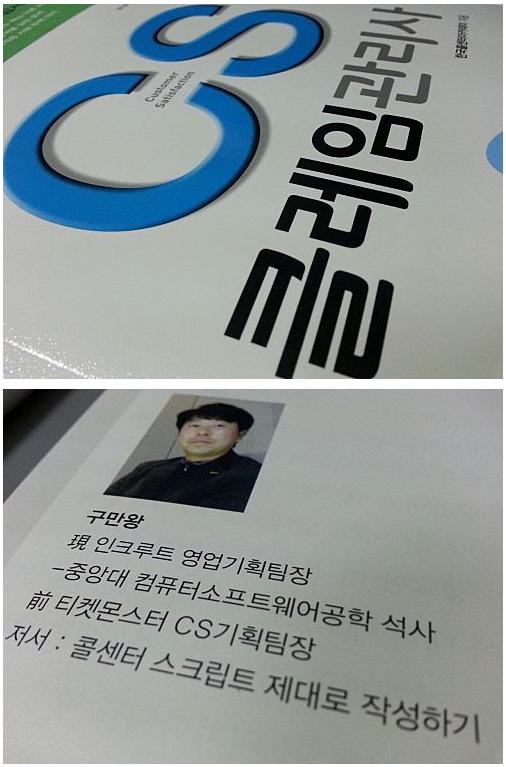 CS
Customer
Satisfaction
클레임관리사
구만왕
現 인크루트 영업기획팀장
-중앙대 컴퓨터소프트웨어공학 석사
前 티켓몬스터 CS기획팀장
저서 : 콜센터 스크립트 제대로 작성하기